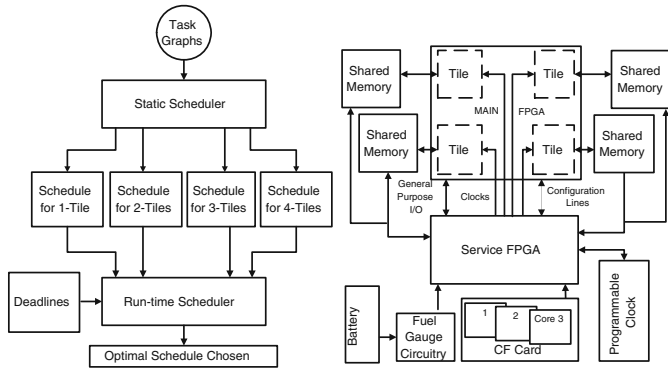 Task
Graphs
Static Scheduler
Schedule
for 1-Tile
Schedule
for 2-Tiles
Schedule
for 3-Tiles
Schedule
for 4-Tiles
Deadlines
Run-time Scheduler
Optimal Schedule Chosen
Shared
Memory
Tile
Tile
Shared
Memory
MAIN
FPGA
Shared
Memory
Tile
Tile
Shared
Memory
General
Purpose
I/O
Clocks
Configuration
Lines
Service FPGA
Battery
Fuel
Gauge
Circuitry
1
2
Core 3
CF Card
Programmable
Clock